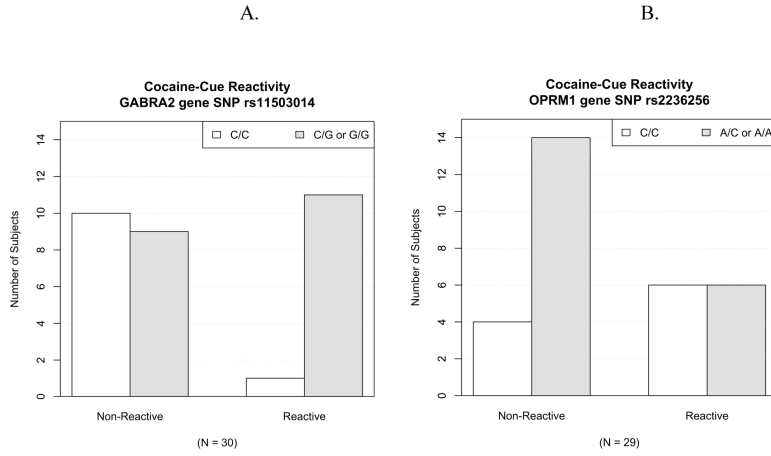 A.
Cocaine-Cue Reactivity
GABRA2 gene SNP rs11503014
C/C C/G or G/G
Number of Subjects
14
12
10
8
6
4
2
0
Non-Reactive Reactive
(N = 30)
B.
Cocaine-Cue Reactivity
OPRM1 gene SNP rs2236256
C/C A/C or A/A
Number of Subjects
14
12
10
8
6
4
2
0
Non-Reactive Reactive
(N = 29)